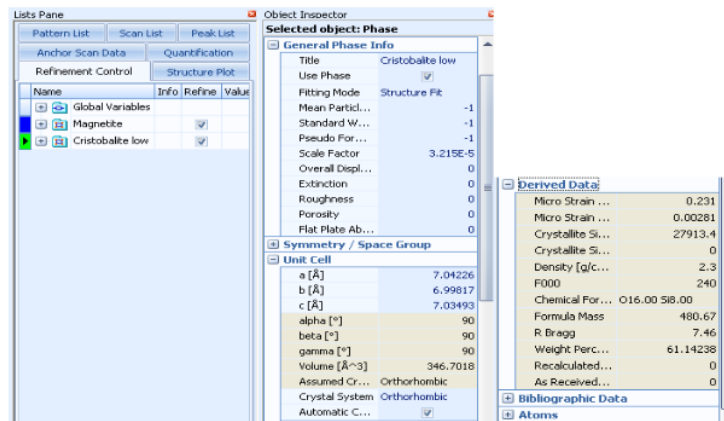 Lists Pane
Pattern List Scan List Peak List
Anchor Scan Data Quantification
Refinement Control Structure Plot
Name Info Refine Value
Global Variables
Magnetite
Cristobalite low
Object Inspector
Selected object: Phase
General Phase Info
Title Cristobalite low
Use Phase
Fitting Mode Structure Fit
Mean Particl... -1
Standard W... -1
Pseudo For... -1
Scale Factor 3.215E-5
Overall Displ... 0
Extinction 0
Roughness 0
Porosity 0
Flat Plate Ab... 0
Symmetry / Space Group
Unit Cell
a [Å] 7.04226
b [Å] 6.99817
c [Å] 7.03493
alpha [°] 90
beta [°] 90
gamma [°] 90
Volume [Å^3] 346.7018
Assumed Cr... Orthorhombic
Crystal System Orthorhombic
Automatic C...
Derived Data
Micro Strain ... 0.231
Micro Strain ... 0.00281
Crystallite Si... 27913.4
Crystallite Si... 0
Density [g/c... 2.3
F000 240
Chemical For... O16.00 Si8.00
Formula Mass 480.67
R Bragg 7.46
Weight Perc... 61.14238
Recalculated... 0
As Received... 0
Bibliographic Data
Atoms